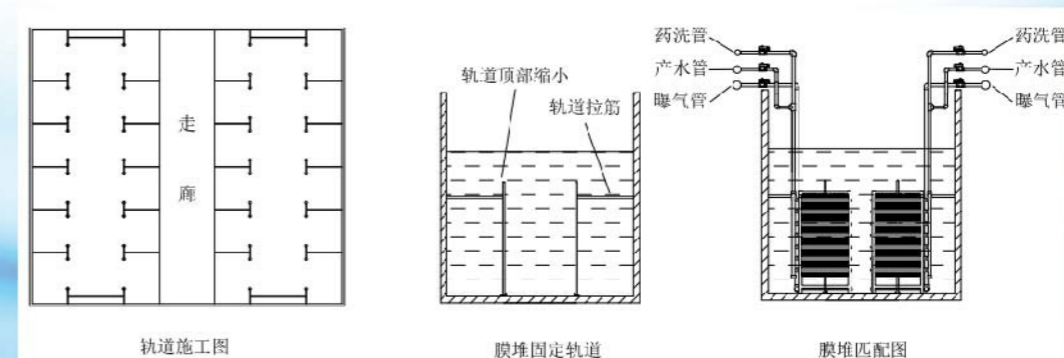 走
廊
轨道施工图
轨道顶部缩小
轨道拉筋
膜堆固定轨道
药洗管
产水管
曝气管
药洗管
产水管
曝气管
膜堆匹配图